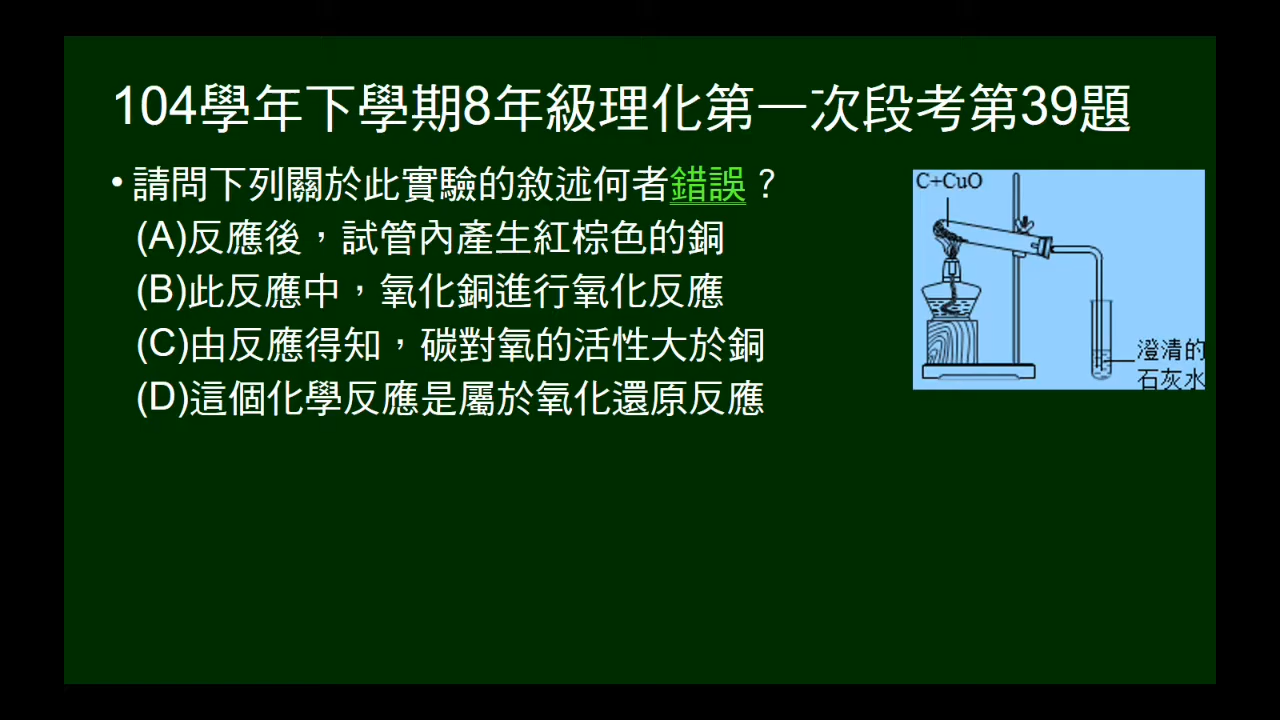 104學年下學期8年級理化第一次段考第39題
• 請問下列關於此實驗的敘述何者錯誤？
(A)反應後，試管內產生紅棕色的銅
(B)此反應中，氧化銅進行氧化反應
(C)由反應得知，碳對氧的活性大於銅
(D)這個化學反應是屬於氧化還原反應
C+CuO
澄清的
石灰水